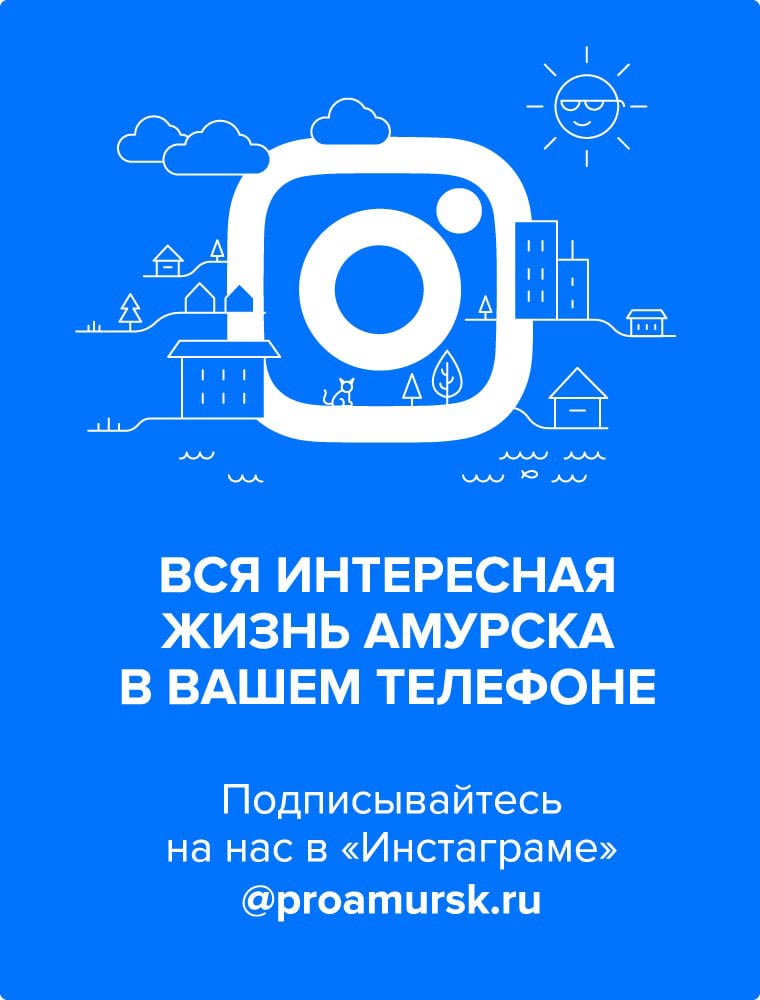 ВСЯ ИНТЕРЕСНАЯ
ЖИЗНЬ АМУРСКА
В ВАШЕМ ТЕЛЕФОНЕ
Подписывайтесь
на нас в «Инстаграме»
@proamursk.ru